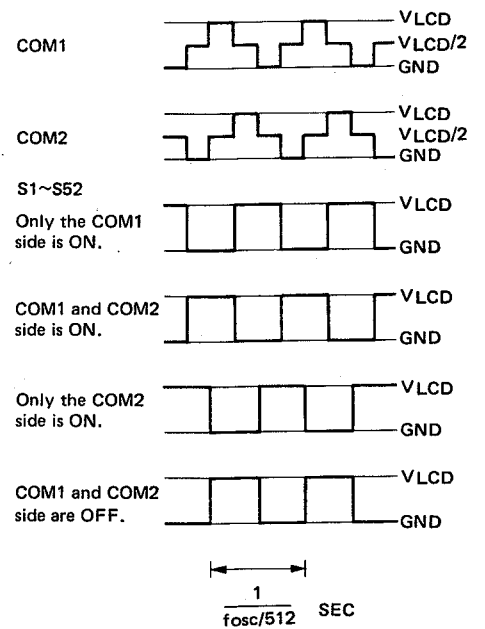 COM1
VLCD
VLCD/2
GND
COM2
VLCD
VLCD/2
GND
S1~S52
Only the COM1
side is ON.
VLCD
GND
COM1 and COM2
side is ON.
VLCD
GND
Only the COM2
side is ON.
VLCD
GND
COM1 and COM2
side are OFF.
VLCD
GND
1
fosc/512 SEC